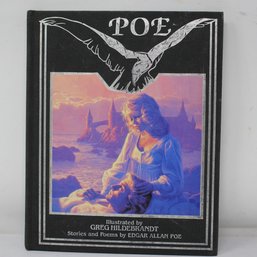 POE
Illustrated by
GREG HILDEBRANDT
Stories and Poems by EDGAR ALLAN POE